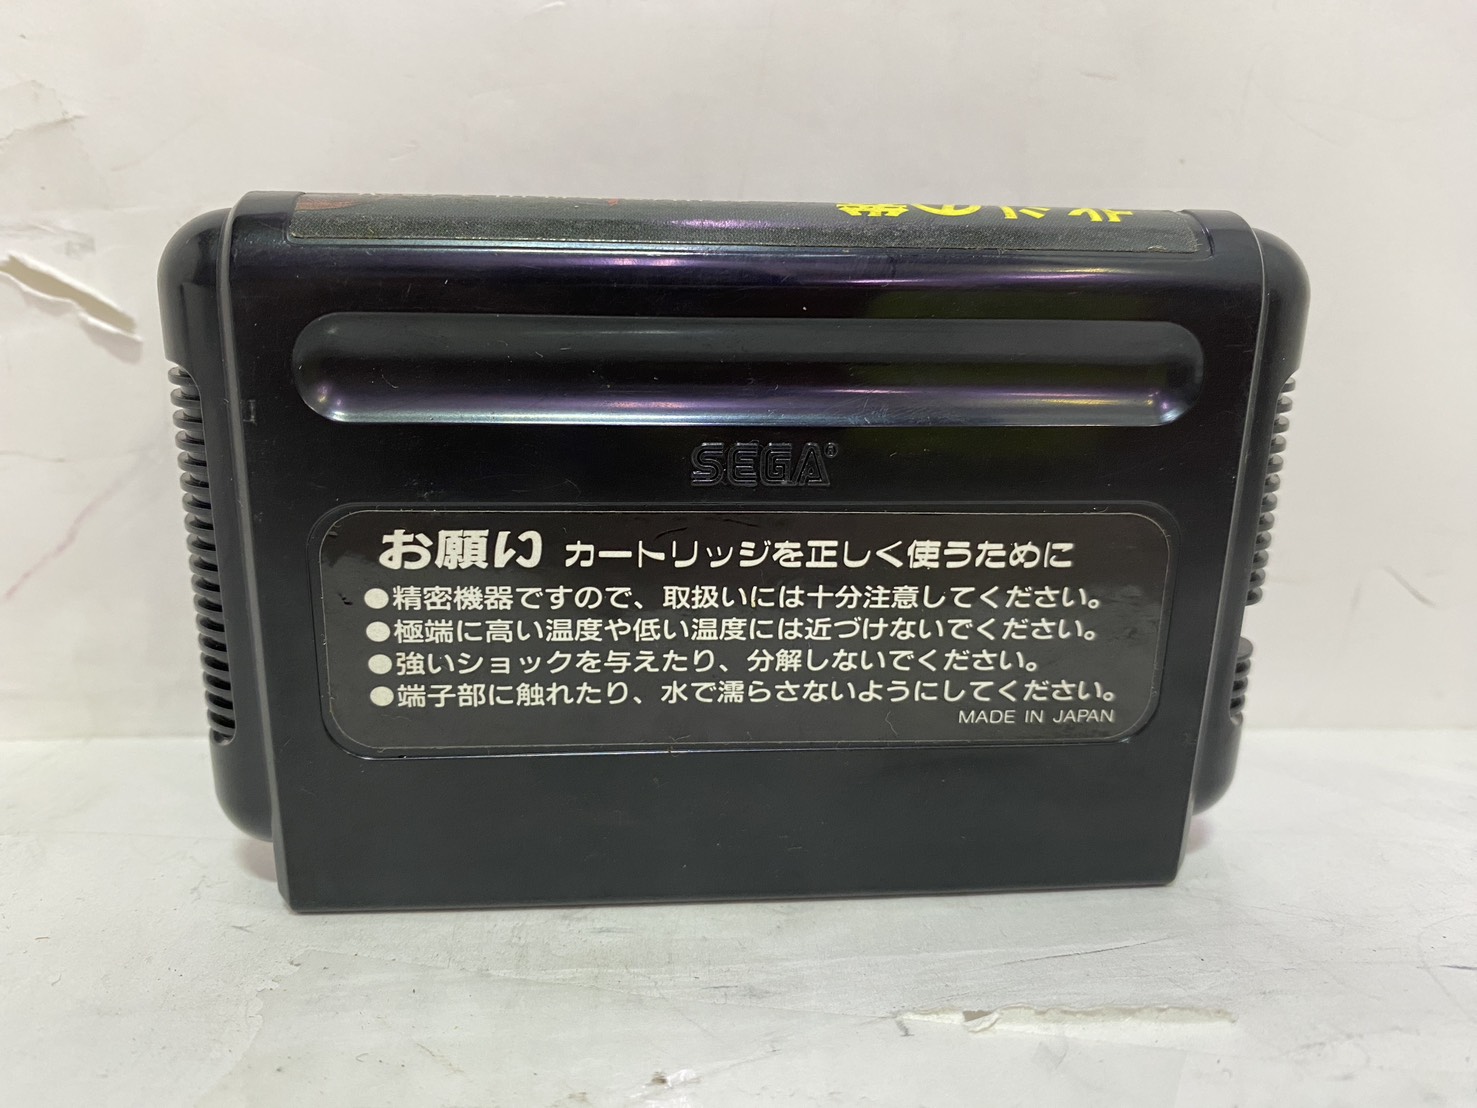 SEGA®
お願い カートリッジを正しく使うために
●精密機器ですので、取扱いには十分注意してください。
●極端に高い温度や低い温度には近づけないでください。
●強いショックを与えたり、分解しないでください。
●端子部に触れたり、水で濡らさないようにしてください。
MADE IN JAPAN